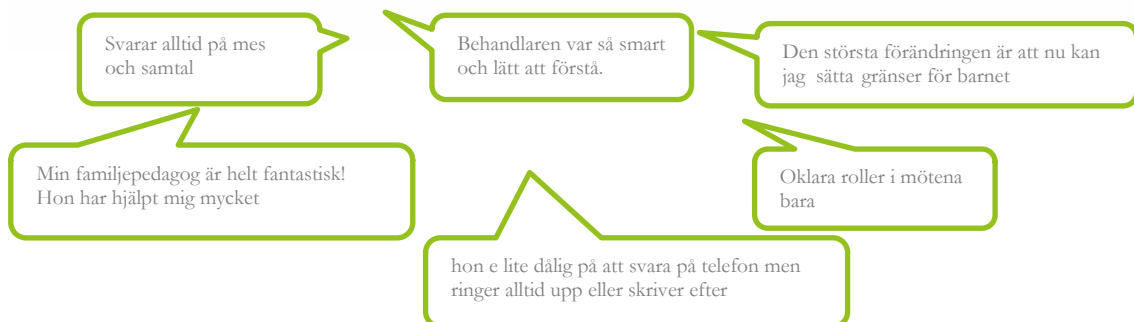 Svarar alltid på mes
och samtal
Behandlaren var så smart
och lätt att förstå.
Den största förändringen är att nu kan
jag  sätta gränser för barnet
Min familjepedagog är helt fantastisk!
Hon har hjälpt mig mycket
Oklara roller i mötena
bara
hon e lite dålig på att svara på telefon men
ringer alltid upp eller skriver efter